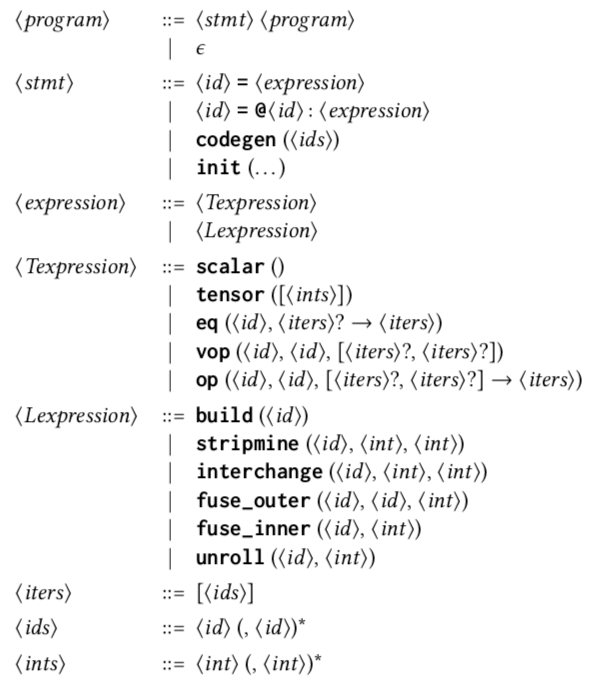 ⟨program⟩ ::= ⟨stmt⟩ ⟨program⟩
| ϵ
⟨stmt⟩ ::= ⟨id⟩ = ⟨expression⟩
| ⟨id⟩ = @⟨id⟩ : ⟨expression⟩
| codegen (⟨ids⟩)
| init (...)
⟨expression⟩ ::= ⟨Texpression⟩
| ⟨Lexpression⟩
⟨Texpression⟩ ::= scalar ()
| tensor ([⟨ints⟩])
| eq (⟨id⟩, ⟨iters⟩? → ⟨iters⟩)
| vop (⟨id⟩, ⟨id⟩, [⟨iters⟩?, ⟨iters⟩?])
| op (⟨id⟩, ⟨id⟩, [⟨iters⟩?, ⟨iters⟩?] → ⟨iters⟩)
⟨Lexpression⟩ ::= build (⟨id⟩)
| stripmine (⟨id⟩, ⟨int⟩, ⟨int⟩)
| interchange (⟨id⟩, ⟨int⟩, ⟨int⟩)
| fuse_outer (⟨id⟩, ⟨id⟩, ⟨int⟩)
| fuse_inner (⟨id⟩, ⟨int⟩)
| unroll (⟨id⟩, ⟨int⟩)
⟨iters⟩ ::= [⟨ids⟩]
⟨ids⟩ ::= ⟨id⟩ (, ⟨id⟩)*
⟨ints⟩ ::= ⟨int⟩ (, ⟨int⟩)*